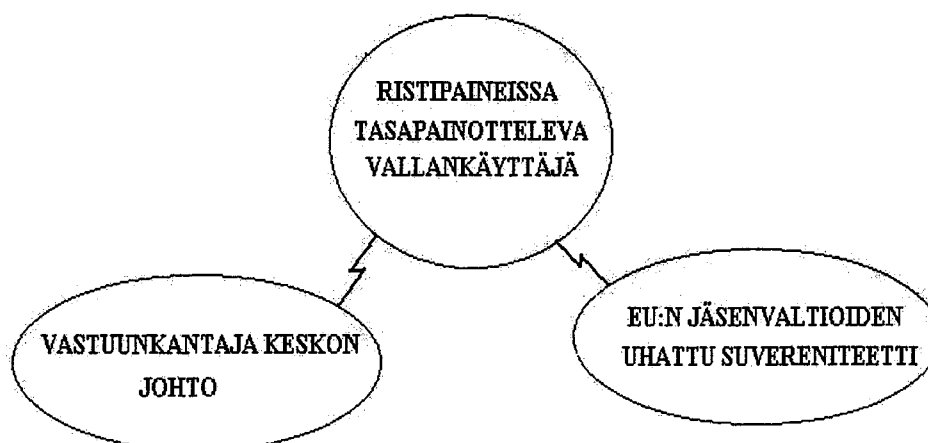 RISTIPAINEISSA
TASAPAINOTTELEVA
VALLANKÄYTTÄJÄ
VASTUUNKANTAJA KESKON
JOHTO
EU:N JÄSENVALTIOIDEN
UHATTU SUVERENITEETTI